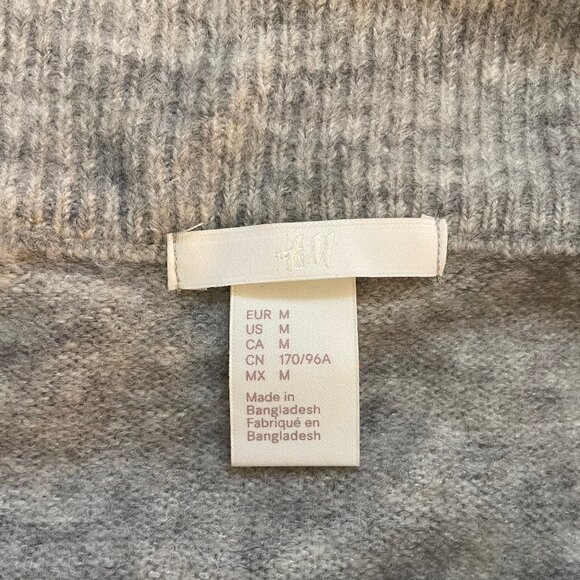 H&M
EUR M
US M
CA M
CN 170/96A
MX M
Made in
Bangladesh
Fabriqué en
Bangladesh